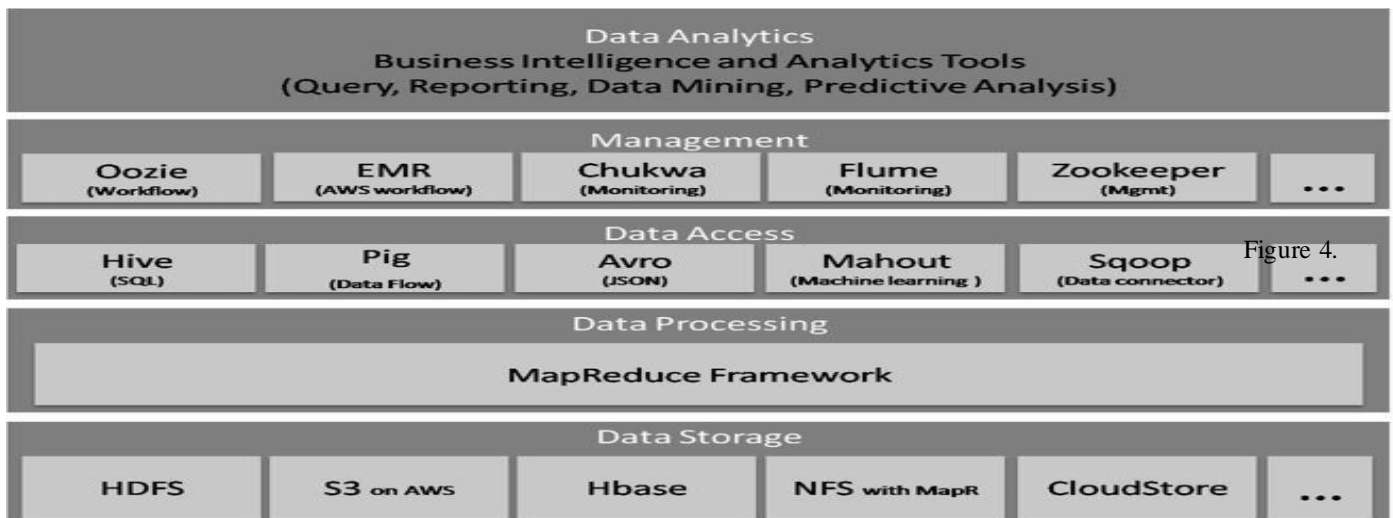 Data Analytics
Business Intelligence and Analytics Tools
(Query, Reporting, Data Mining, Predictive Analysis)
Management
Oozie
(Workflow)
EMR
(AWS workflow)
Chukwa
(Monitoring)
Flume
(Monitoring)
Zookeeper
(Mgmt)
...
Data Access
Hive
(SQL)
Pig
(Data Flow)
Avro
(JSON)
Mahout
(Machine learning )
Sqoop
(Data connector)
...
Figure 4.
Data Processing
MapReduce Framework
Data Storage
HDFS
S3 on AWS
Hbase
NFS with MapR
CloudStore
...